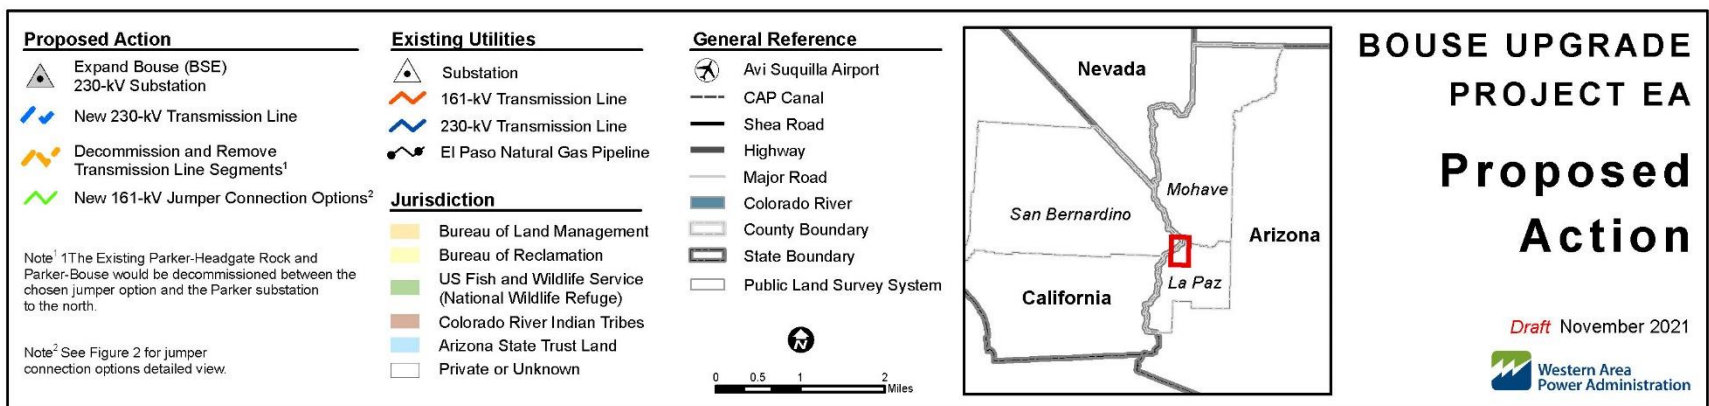 Proposed Action
Expand Bouse (BSE)
230-kV Substation
New 230-kV Transmission Line
Decommission and Remove
Transmission Line Segments1
New 161-kV Jumper Connection Options2
Note1 1The Existing Parker-Headgate Rock and
Parker-Bouse would be decommissioned between the
chosen jumper option and the Parker substation
to the north.
Note2 See Figure 2 for jumper
connection options detailed view.
Existing Utilities
Substation
161-kV Transmission Line
230-kV Transmission Line
El Paso Natural Gas Pipeline
Jurisdiction
Bureau of Land Management
Bureau of Reclamation
US Fish and Wildlife Service
(National Wildlife Refuge)
Colorado River Indian Tribes
Arizona State Trust Land
Private or Unknown
General Reference
Avi Suquilla Airport
CAP Canal
Shea Road
Highway
Major Road
Colorado River
County Boundary
State Boundary
Public Land Survey System
N
0 0.5 1 2
Miles
Nevada
Mohave
San Bernardino
Arizona
La Paz
California
BOUSE UPGRADE
PROJECT EA
Proposed
Action
Draft November 2021
Western Area
Power Administration